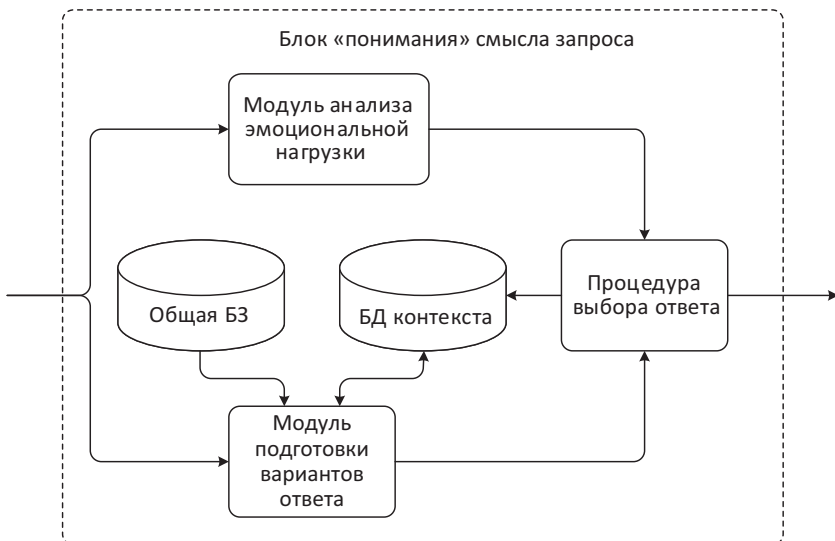 Блок «понимания» смысла запроса
Модуль анализа
эмоциональной
нагрузки
Общая БЗ
БД контекста
Процедура
выбора ответа
Модуль
подготовки
вариантов
ответа